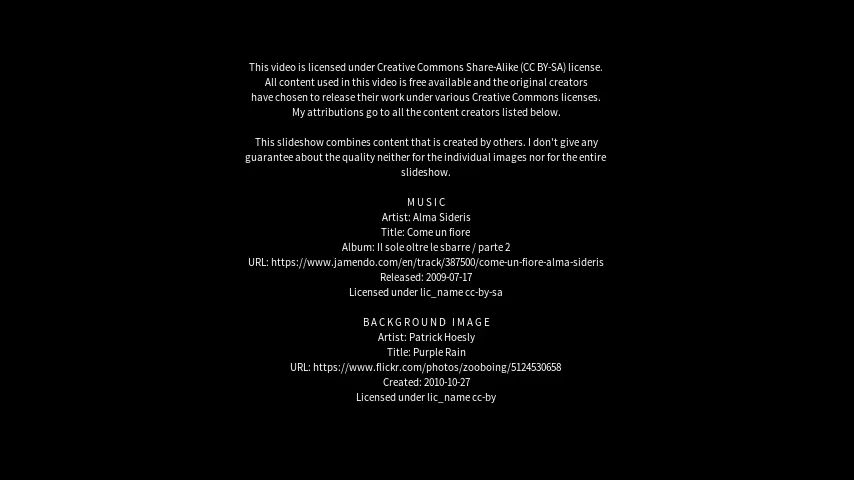 This video is licensed under Creative Commons Share-Alike (CC BY-SA) license.
All content used in this video is free available and the original creators
have chosen to release their work under various Creative Commons licenses.
My attributions go to all the content creators listed below.
This slideshow combines content that is created by others. I don't give any
guarantee about the quality neither for the individual images nor for the entire
slideshow.
M U S I C
Artist: Alma Sideris
Title: Come un fiore
Album: Il sole oltre le sbarre / parte 2
URL: https://www.jamendo.com/en/track/387500/come-un-fiore-alma-sideris
Released: 2009-07-17
Licensed under lic_name cc-by-sa
B A C K G R O U N D   I M A G E
Artist: Patrick Hoesly
Title: Purple Rain
URL: https://www.flickr.com/photos/zooboing/5124530658
Created: 2010-10-27
Licensed under lic_name cc-by